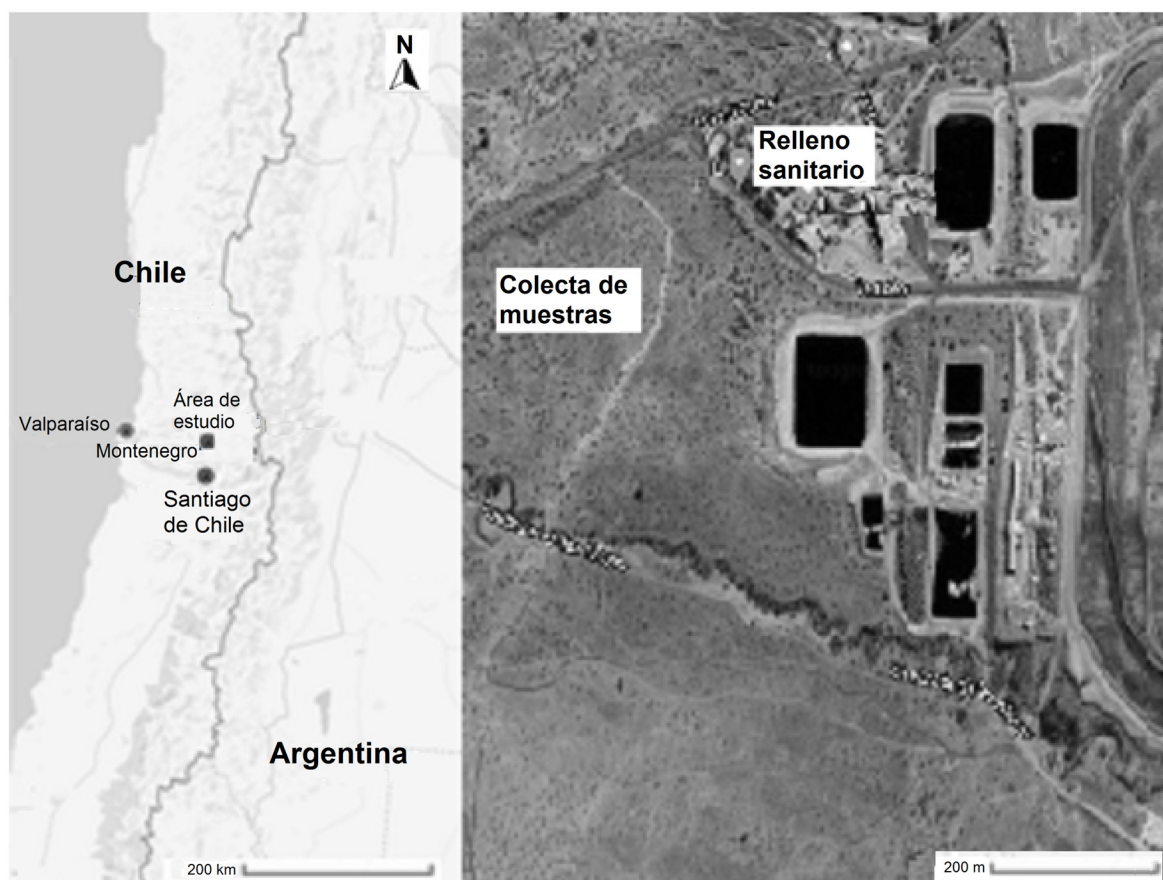 N
Chile
Área de
estudio
Valparaíso
Montenegro
Santiago
de Chile
Argentina
200 km
Relleno
sanitario
Colecta de
muestras
200 m